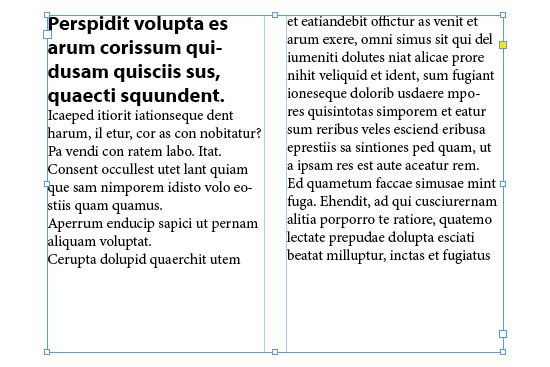 Perspidit volupta es
arum corissum qui-
dusam quisciis sus,
quaecti squundent.
Icaeped itiorit iationseque dent
harum, il etur, cor as con nobitatur?
Pa vendi con ratem labo. Itat.
Consent occullest utet lant quiam
que sam nimporem idisto volo eo-
stiis quam quamus.
Aperrum enducip sapici ut pernam
aliquam voluptat.
Cerupta dolupid quaerchit utem
et eatiandebit offictur as venit et
arum exere, omni simus sit qui del
iumeniti dolutes niat alicae prore
nihit veliquid et ident, sum fugiant
ioneseque dolorib usdaere mpo-
res quisintotas simporem et eatur
sum reribus veles esciend eribusa
eprestiis sa sintiones ped quam, ut
a ipsam res est aute aceatur rem.
Ed quametum faccae simusae mint
fuga. Ehendit, ad qui cusciurernam
alitia porporro te ratiore, quatemo
lectate prepudae dolupta esciati
beatat milluptur, inctas et fugiatus